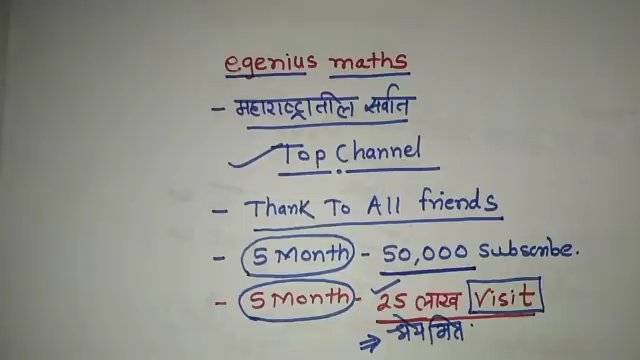 egenius maths
- महाराष्ट्रातील सर्वात
Top Channel
- Thank To All friends
- 5 Month - 50,000 Subscribe.
- 5 Month - 25 लाख Visit
⇒